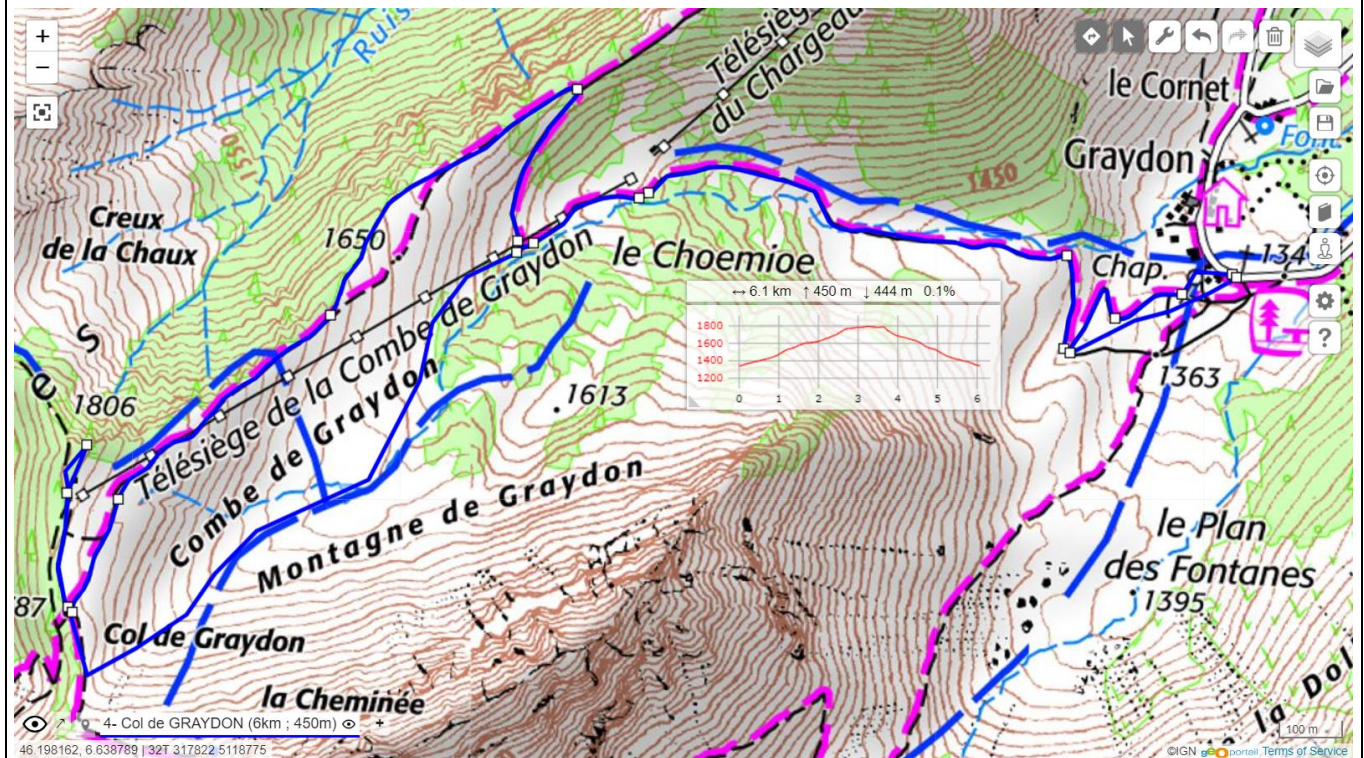 +
−
Ruis
Télésiè
du Chargeau
le Cornet
Graydon
Font
1550
1450
Creux
de la Chaux
1650
le Choemioe
Chap.
134
↔ 6.1 km ↑ 450 m ↓ 444 m 0.1%
1800
1600
1400
1200
0 1 2 3 4 5 6
?
s
e
1806
Télésiège de la Combe de Graydon
Combe de Graydon
1613
1363
Montagne de Graydon
le Plan
des Fontanes
1395
87
Col de Graydon
la Cheminée
la Dol
4- Col de GRAYDON (6km ; 450m)
+
100 m
46.198162, 6.638789 | 32T 317822 5118775
©IGN geoportail Terms of Service